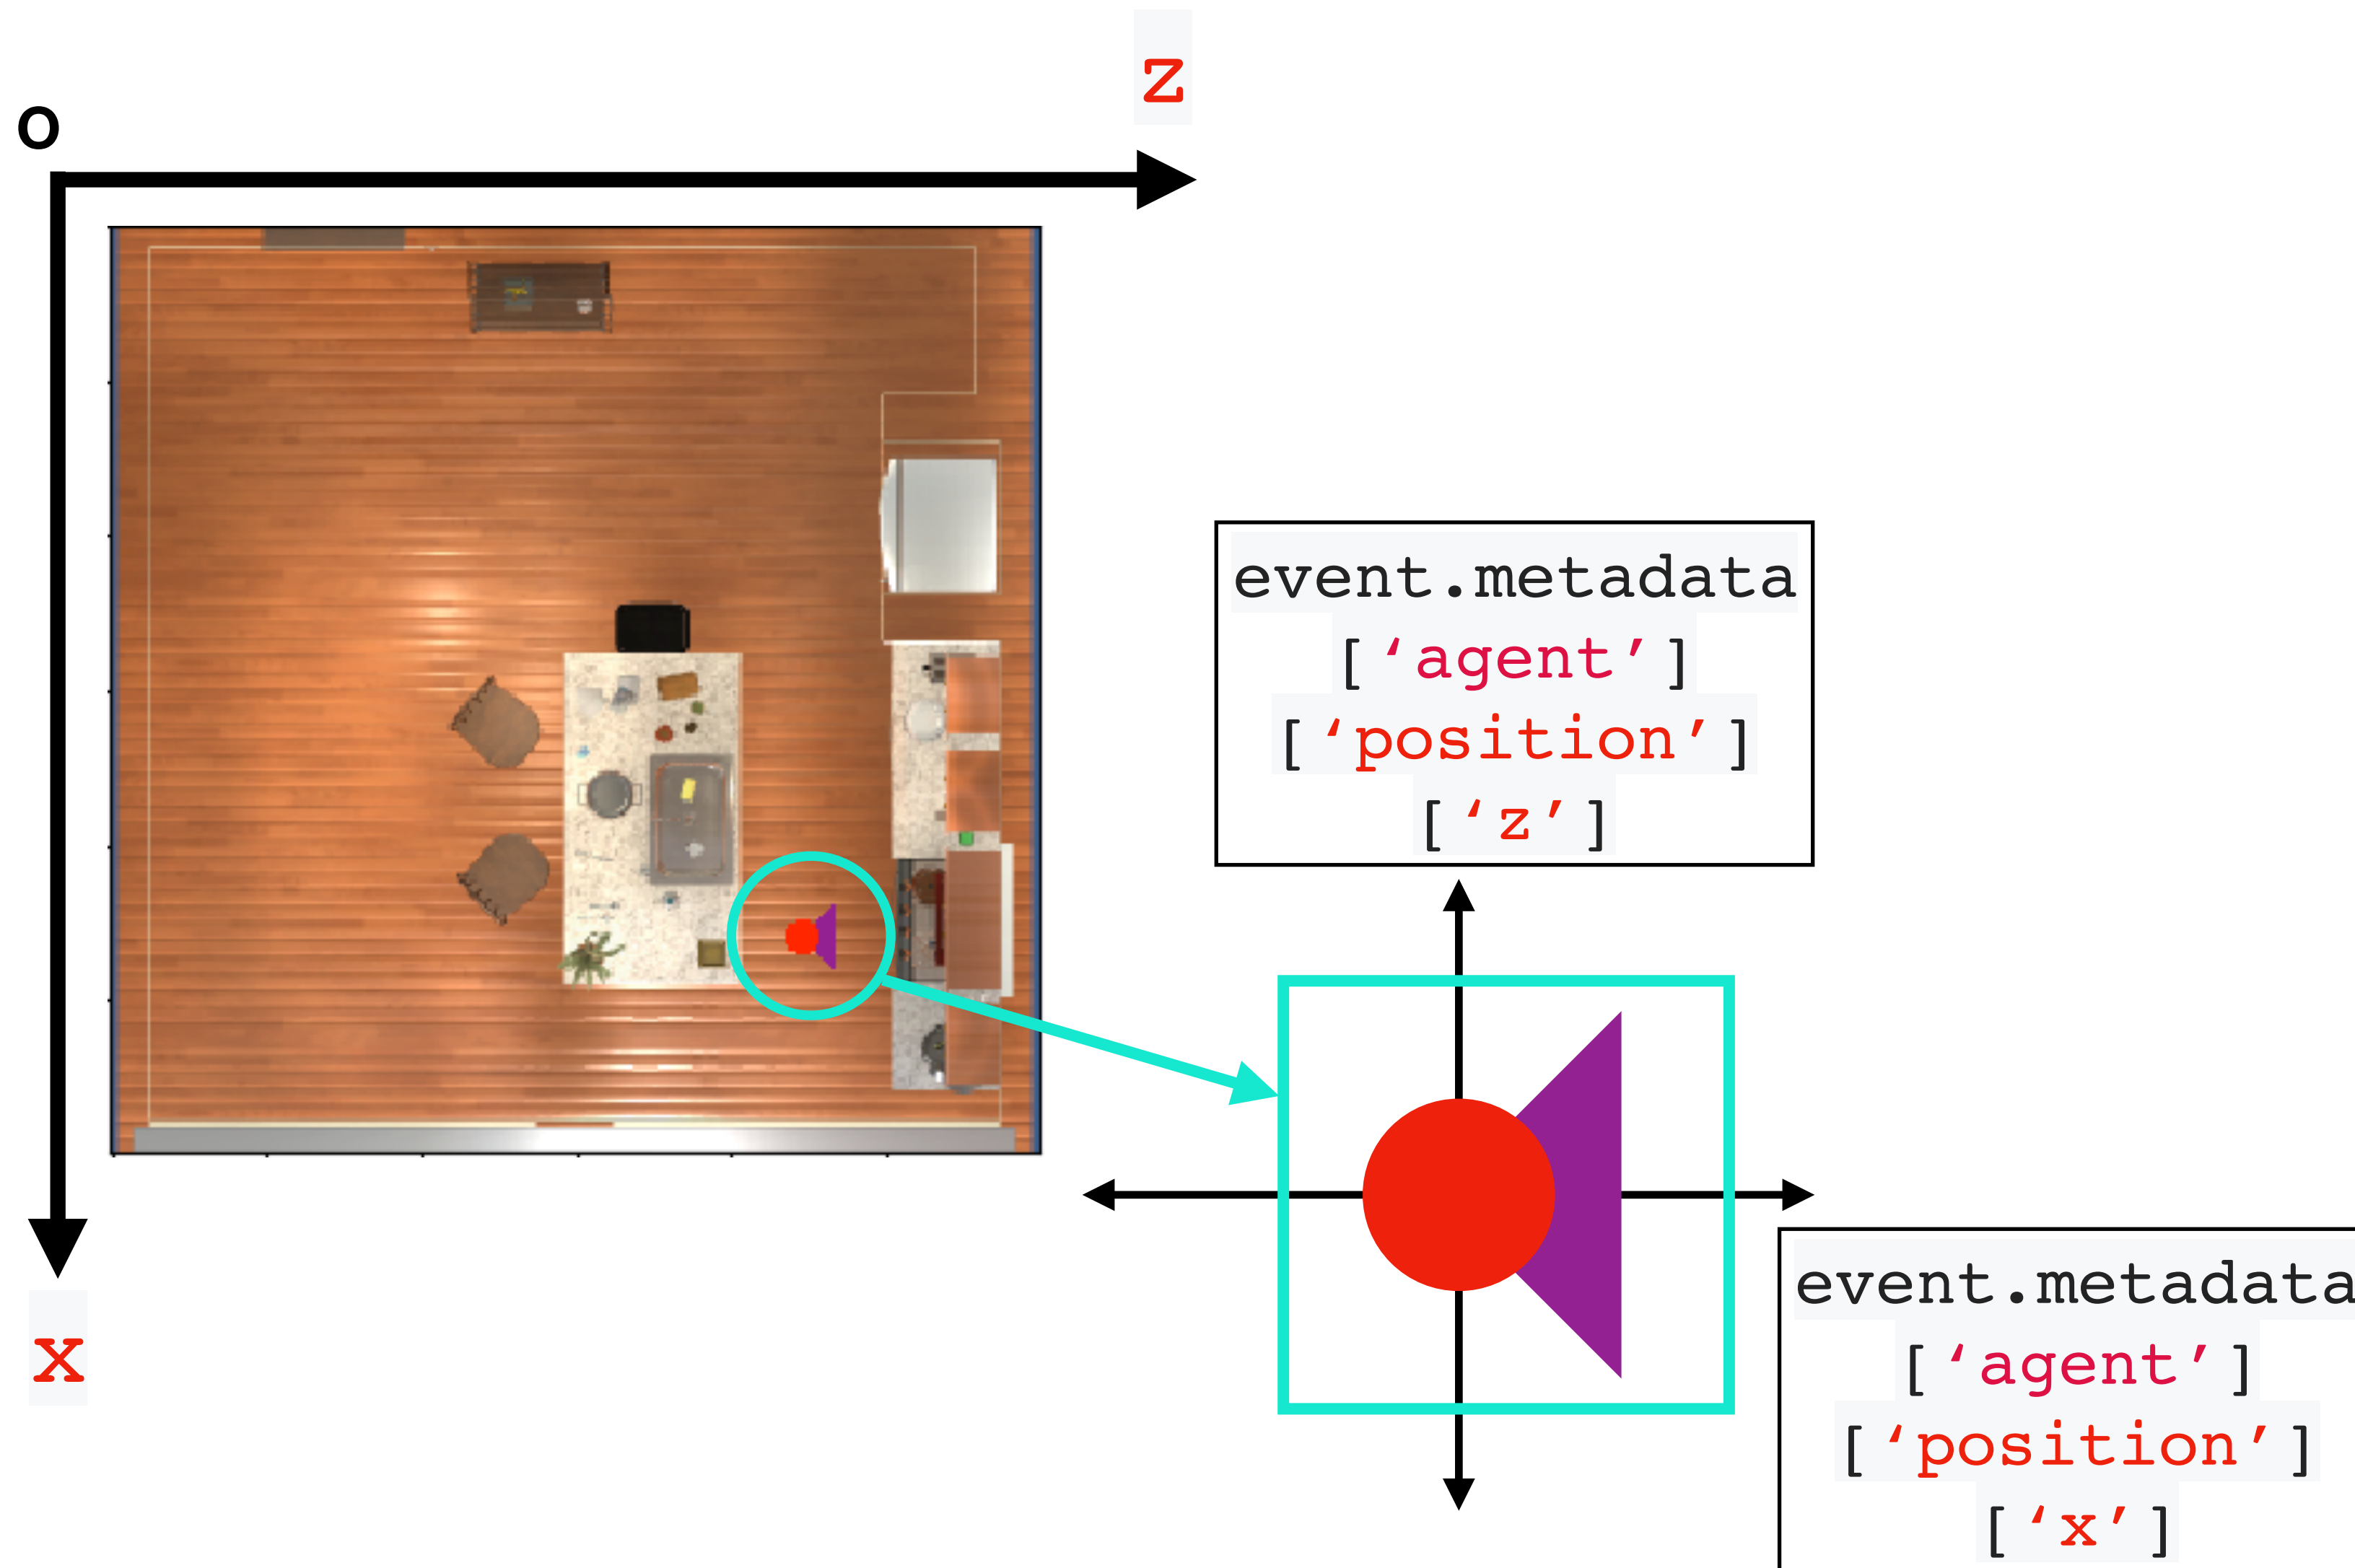 z
O
event.metadata
[‘agent’]
[‘position’]
[‘z’]
event.metadata
[‘agent’]
[‘position’]
[‘x’]
x